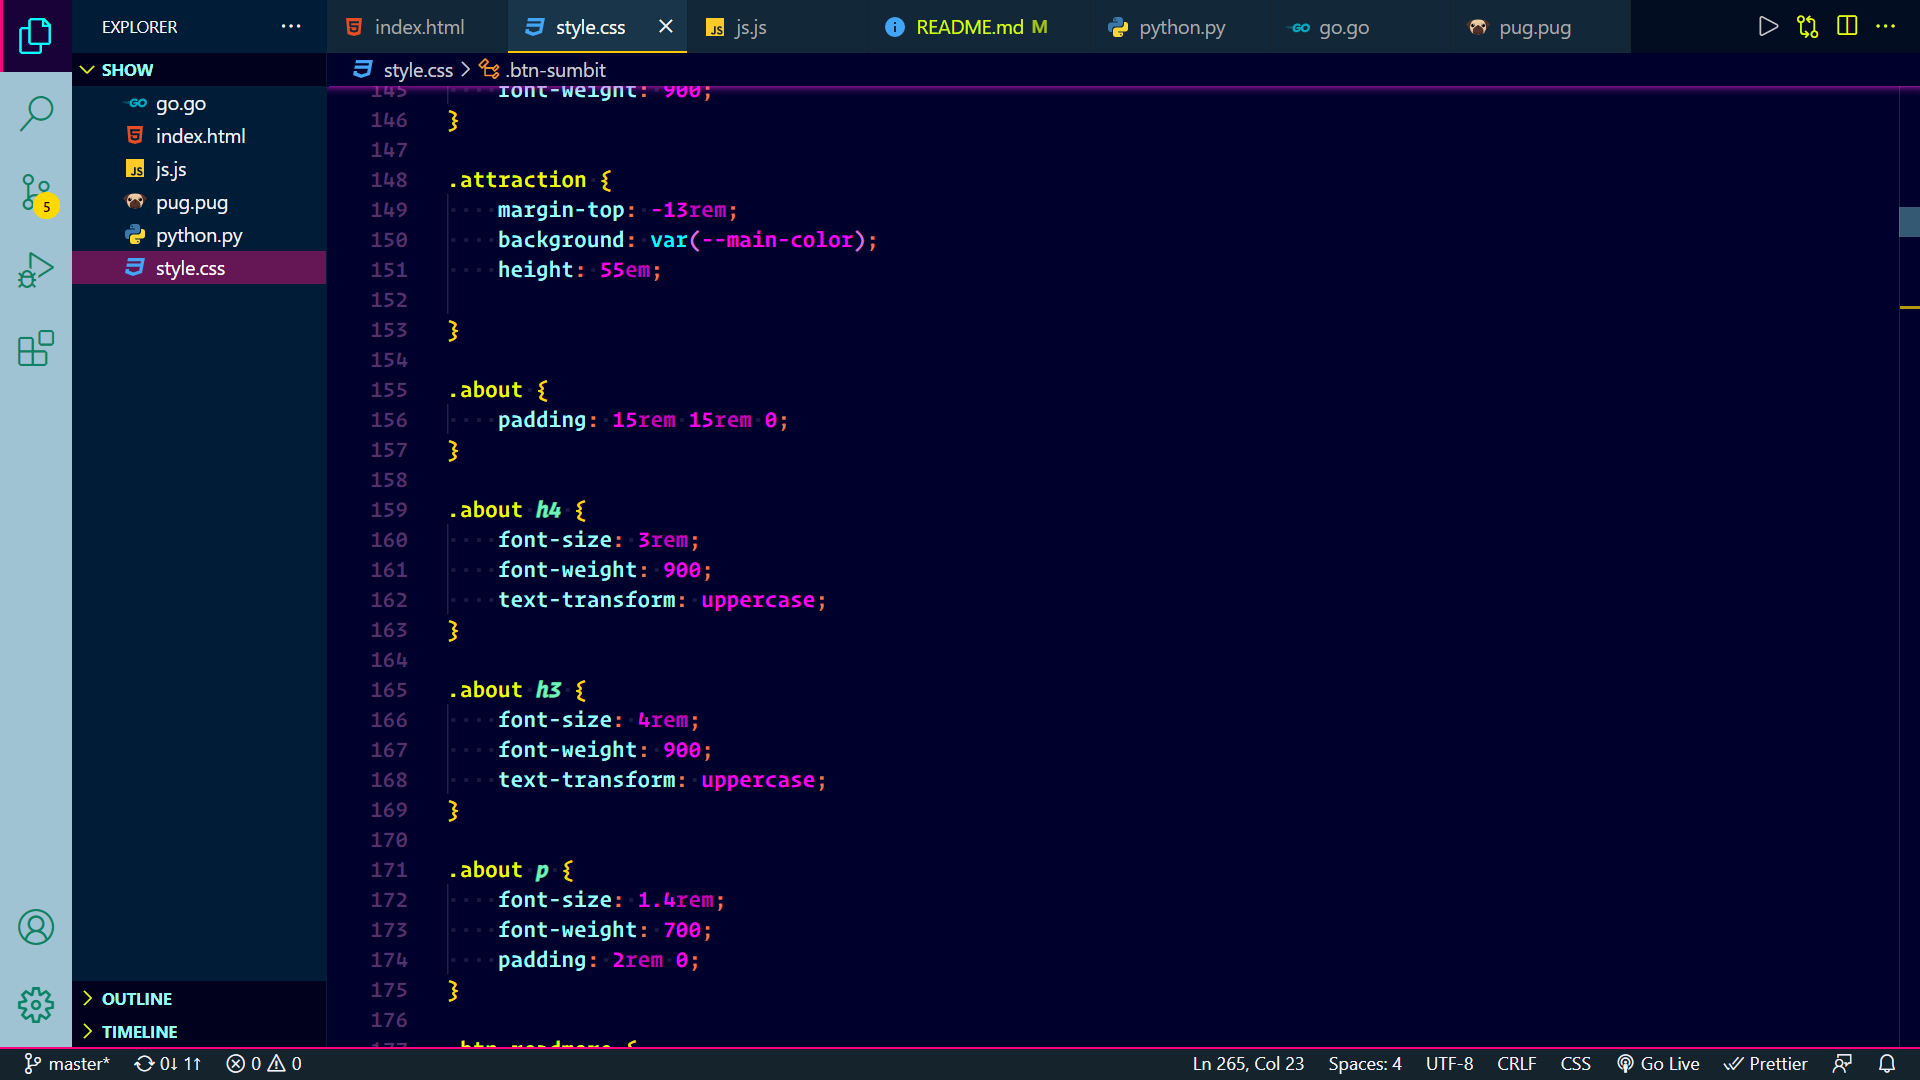 EXPLORER
index.html
style.css
JS js.js
README.md M
python.py
GO go.go
pug.pug
SHOW
style.css > .btn-sumbit
GO go.go
index.html
JS js.js
pug.pug
python.py
style.css
5
145 font-weight: 900;
146 }
147
148 .attraction {
149 margin-top: -13rem;
150 background: var(--main-color);
151 height: 55em;
152
153 }
154
155 .about {
156 padding: 15rem 15rem 0;
157 }
158
159 .about h4 {
160 font-size: 3rem;
161 font-weight: 900;
162 text-transform: uppercase;
163 }
164
165 .about h3 {
166 font-size: 4rem;
167 font-weight: 900;
168 text-transform: uppercase;
169 }
170
171 .about p {
172 font-size: 1.4rem;
173 font-weight: 700;
174 padding: 2rem 0;
175 }
176
177 .btn-readmore {
OUTLINE
TIMELINE
master* 0↓ 1↑ 0 0 Ln 265, Col 23 Spaces: 4 UTF-8 CRLF CSS Go Live Prettier